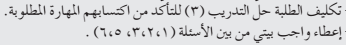 - تكليف الطلبة حل التدريب (٣) للتأكد من اكتسابهم المهارة المطلوبة.
- إعطاء واجب بيتي من بين الأسئلة (٣،٢،١ ، ٦،٥) .